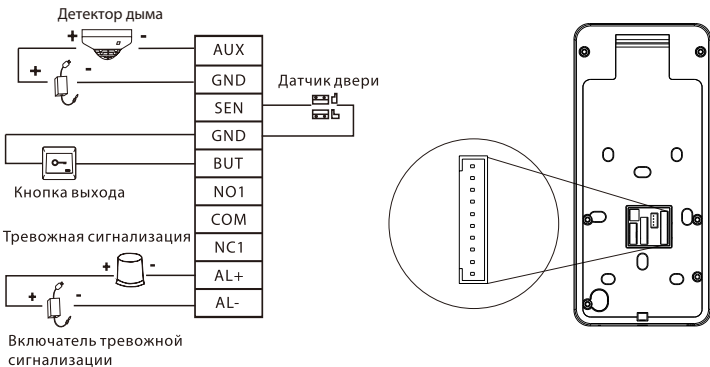 Детектор дыма
+
-
+
-
AUX
GND
SEN
GND
BUT
NO1
COM
NC1
AL+
AL-
Датчик двери
Кнопка выхода
Тревожная сигнализация
+
-
+
-
Включатель тревожной
сигнализации